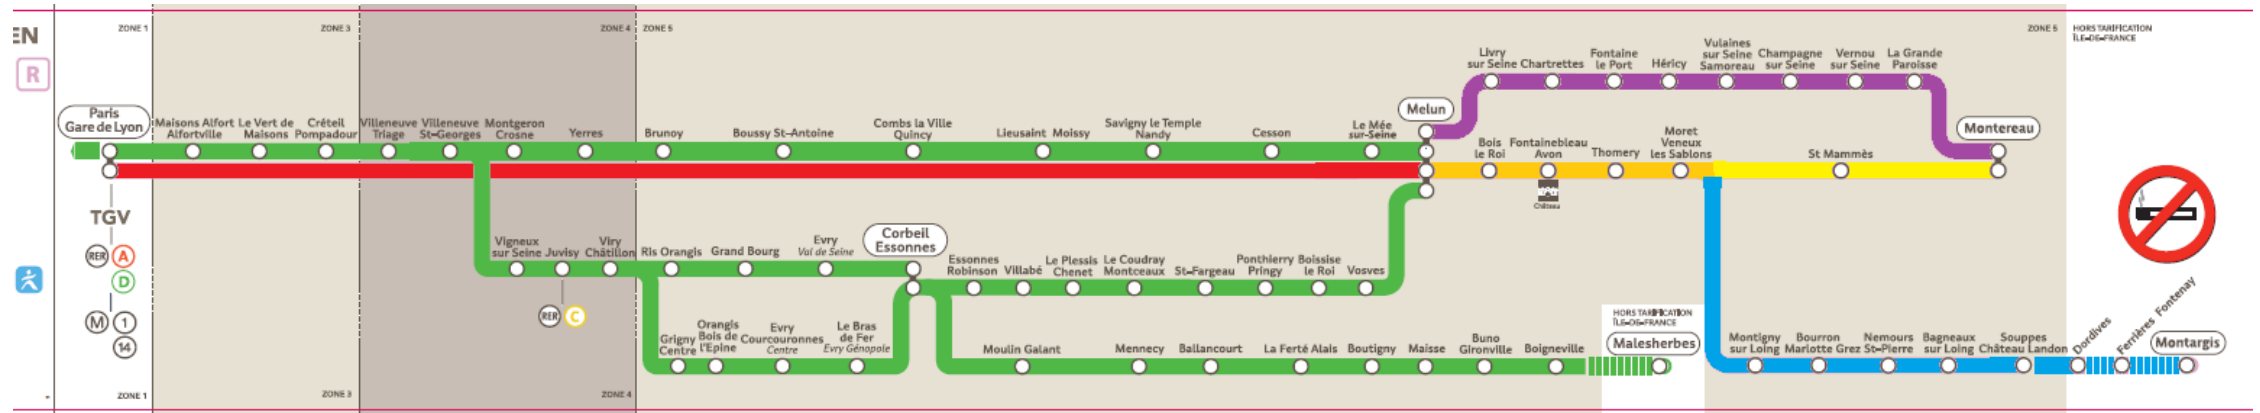 EN
R
ZONE 1
ZONE 3
ZONE 4
ZONE 5
ZONE 5
HORS TARIFICATION
ÎLE-DE-FRANCE
Paris
Gare de Lyon
Maisons Alfort
Alfortville
Le Vert de
Maisons
Créteil
Pompadour
Villeneuve
Triage
Villeneuve
St-Georges
Montgeron
Crosne
Yerres
Brunoy
Boussy St-Antoine
Combs la Ville
Quincy
Lieusaint Moissy
Savigny le Temple
Nandy
Cesson
Le Mée
sur-Seine
Melun
Livry
sur Seine
Chartrettes
Fontaine
le Port
Héricy
Vulaines
sur Seine
Samoreau
Champagne
sur Seine
Vernou
sur Seine
La Grande
Paroisse
Montereau
Bois
le Roi
Fontainebleau
Avon
Château
Thomery
Moret
Veneux
les Sablons
St Mammès
TGV
RER A
D
M 1
14
Vigneux
sur Seine
Juvisy
RER C
Viry
Châtillon
Ris Orangis
Grand Bourg
Evry
Val de Seine
Corbeil
Essonnes
Essonnes
Robinson
Villabé
Le Plessis
Chenet
Le Coudray
Montceaux
St-Fargeau
Ponthierry
Pringy
Boissise
le Roi
Vosves
Grigny
Centre
Orangis
Bois de
l'Epine
Evry
Courcouronnes
Centre
Le Bras
de Fer
Evry Génopole
Moulin Galant
Mennecy
Ballancourt
La Ferté Alais
Boutigny
Maisse
Buno
Gironville
Boigneville
HORS TARIFICATION
ÎLE-DE-FRANCE
Malesherbes
Montigny
sur Loing
Bourron
Marlotte Grez
Nemours
St-Pierre
Bagneaux
sur Loing
Souppes
Château Landon
Dordives
Ferrières Fontenay
Montargis
ZONE 1
ZONE 3
ZONE 4